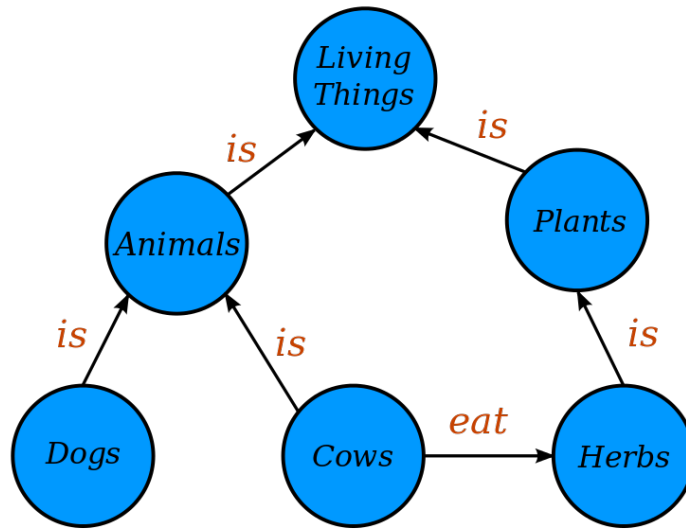 Living
Things
is
is
Animals
Plants
is
is
is
Dogs
Cows
eat
Herbs